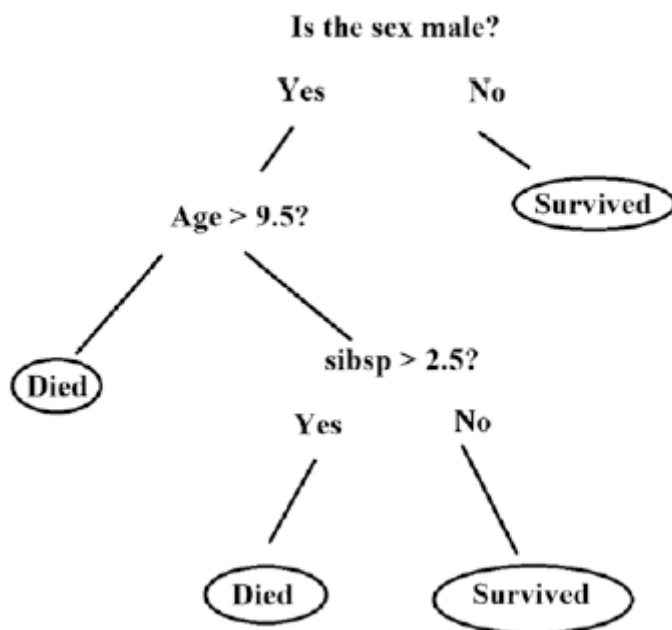 Is the sex male?
Yes No
Survived
Age > 9.5?
sibsp > 2.5?
Died
Yes No
Died Survived